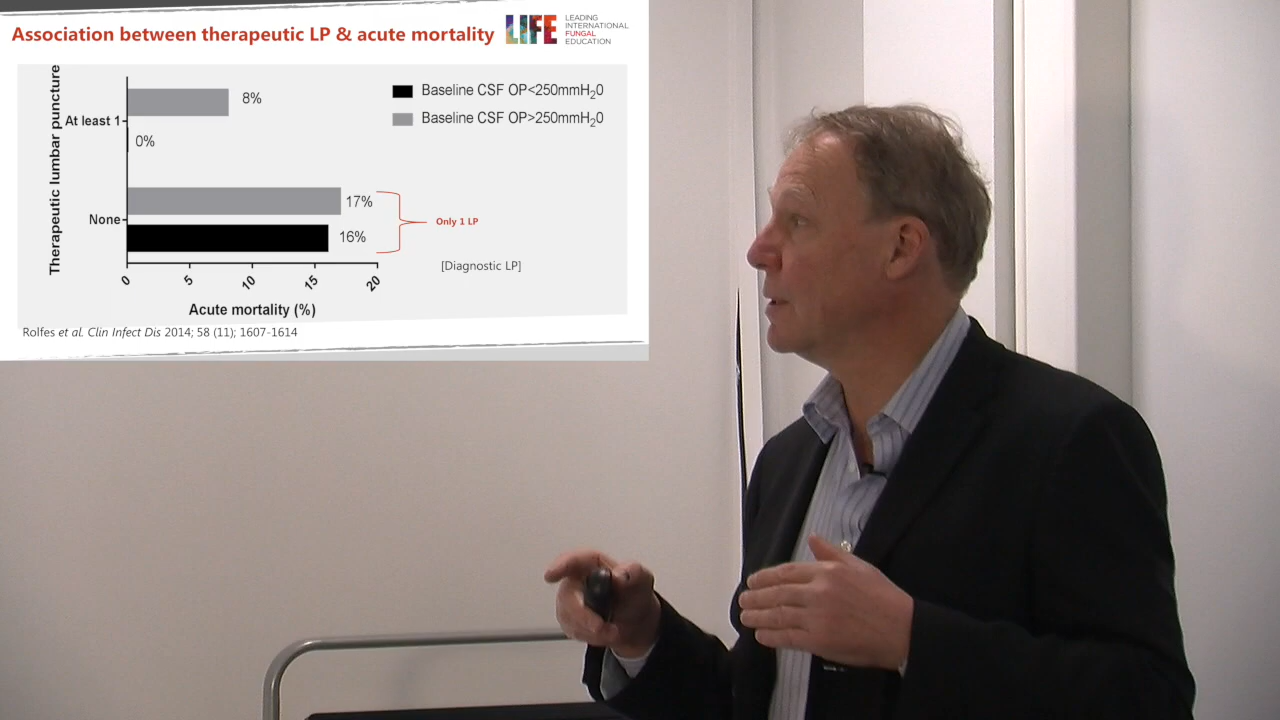 Association between therapeutic LP & acute mortality
LIFE
LEADING
INTERNATIONAL
FUNGAL
EDUCATION
Therapeutic lumbar puncture
At least 1
8%
0%
Baseline CSF OP<250mmH₂0
Baseline CSF OP>250mmH₂0
None
17%
16%
Only 1 LP
[Diagnostic LP]
0 5 10 15 20
Acute mortality (%)
Rolfes et al. Clin Infect Dis 2014; 58 (11); 1607-1614